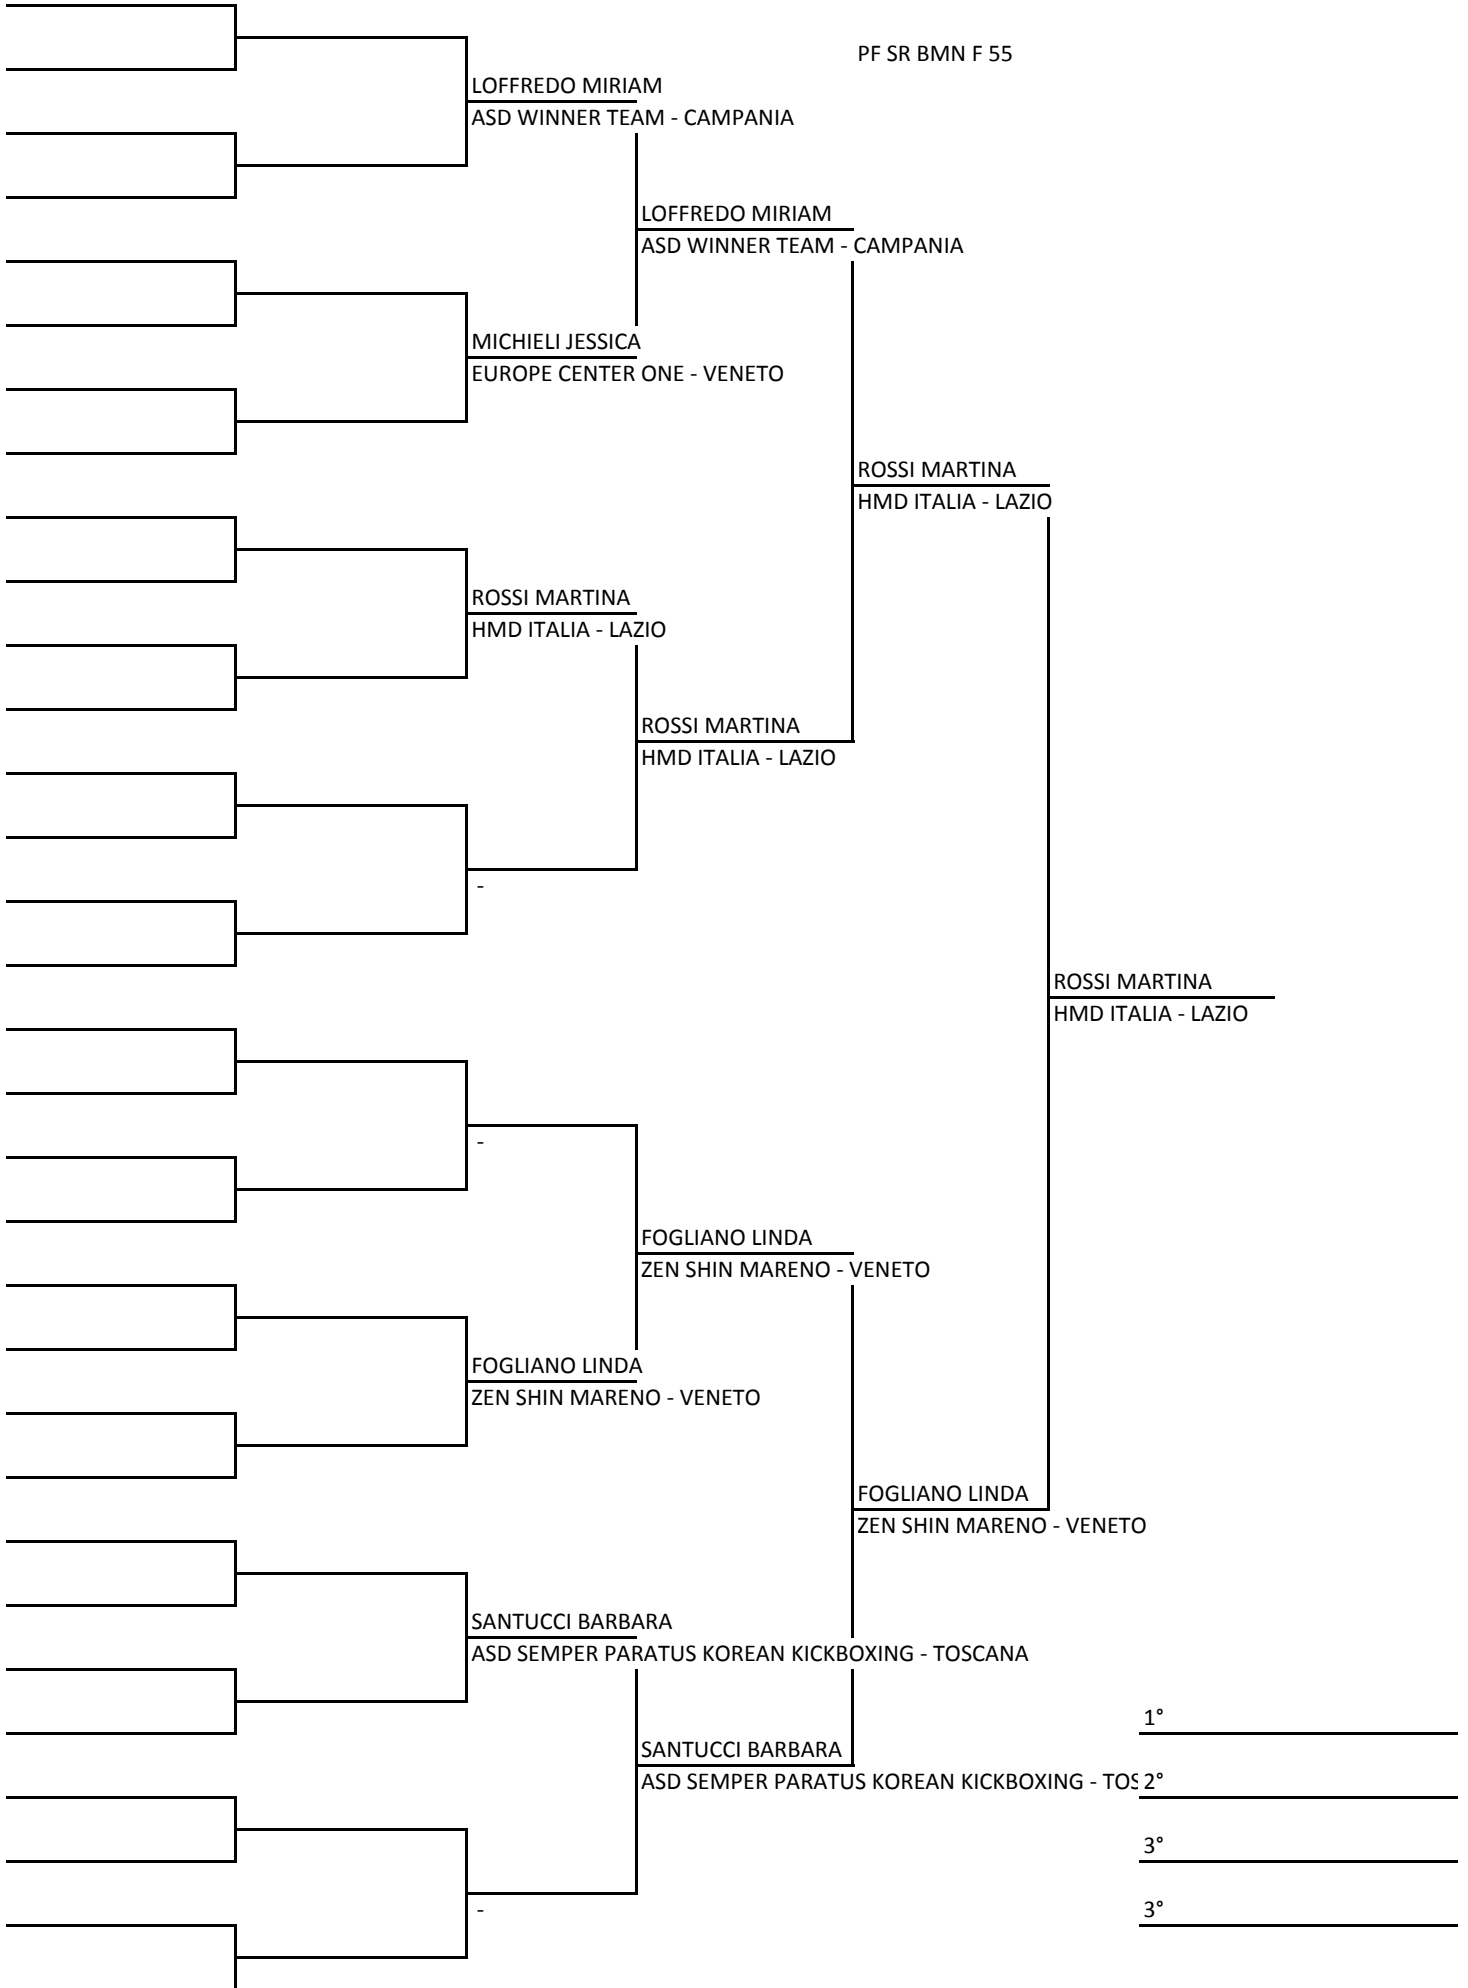 PF SR BMN F 55
LOFFREDO MIRIAM
ASD WINNER TEAM - CAMPANIA
LOFFREDO MIRIAM
ASD WINNER TEAM - CAMPANIA
MICHIELI JESSICA
EUROPE CENTER ONE - VENETO
ROSSI MARTINA
HMD ITALIA - LAZIO
ROSSI MARTINA
HMD ITALIA - LAZIO
ROSSI MARTINA
HMD ITALIA - LAZIO
-
ROSSI MARTINA
HMD ITALIA - LAZIO
-
FOGLIANO LINDA
ZEN SHIN MARENO - VENETO
FOGLIANO LINDA
ZEN SHIN MARENO - VENETO
FOGLIANO LINDA
ZEN SHIN MARENO - VENETO
SANTUCCI BARBARA
ASD SEMPER PARATUS KOREAN KICKBOXING - TOSCANA
1°
SANTUCCI BARBARA
ASD SEMPER PARATUS KOREAN KICKBOXING - TOS
2°
3°
-
3°